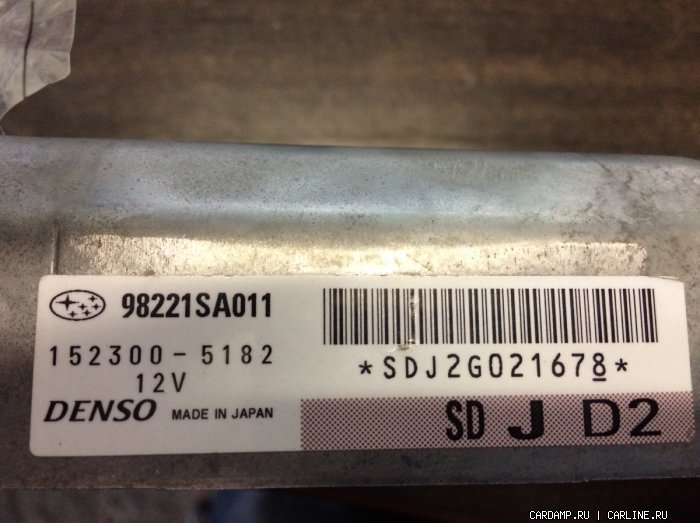 98221SA011
152300-5182
12V
DENSO MADE IN JAPAN
*SDJ2G021678*
SD J D2
CARDAMP.RU | CARLINE.RU